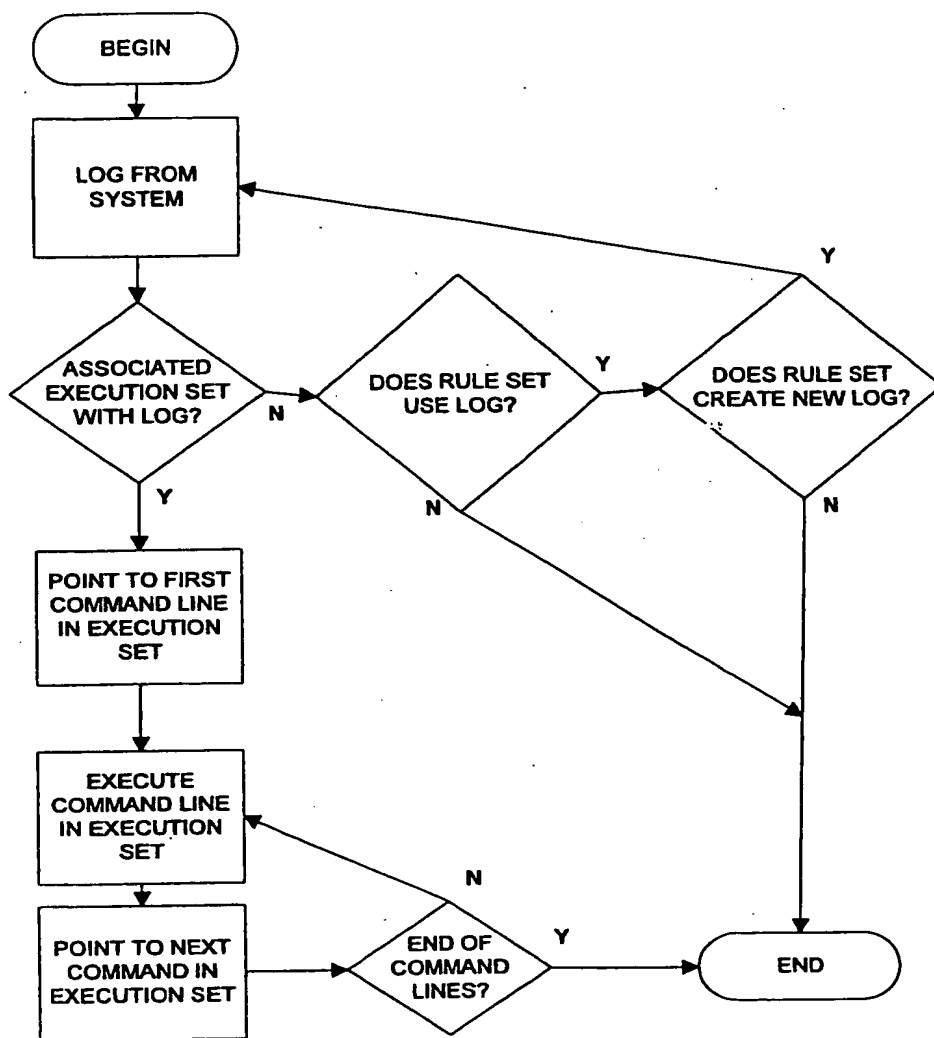 BEGIN
LOG FROM
SYSTEM
Y
ASSOCIATED
EXECUTION SET
WITH LOG?
N
DOES RULE SET
USE LOG?
Y
DOES RULE SET
CREATE NEW LOG?
Y
N
N
POINT TO FIRST
COMMAND LINE
IN EXECUTION
SET
EXECUTE
COMMAND LINE
IN EXECUTION
SET
N
POINT TO NEXT
COMMAND IN
EXECUTION SET
END OF
COMMAND
LINES?
Y
END